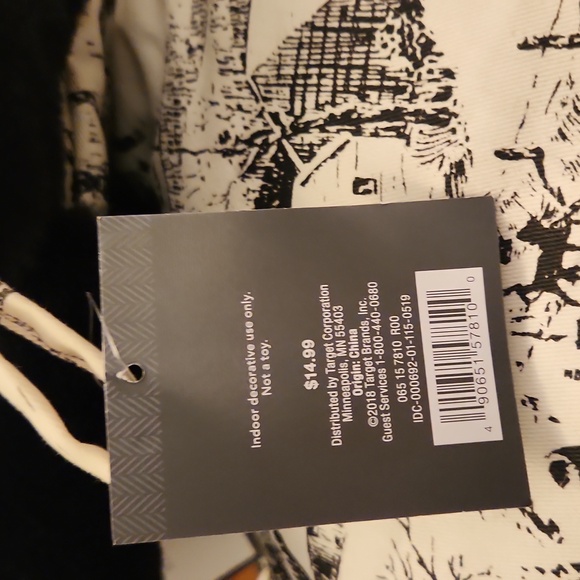 Indoor decorative use only.
Not a toy.
$14.99
Distributed by Target Corporation
Minneapolis, MN 55403
Origin: China
©2018 Target Brands, Inc.
Guest Services 1-800-440-0680
065 15 7810 R00
IDC-000692-01-115-0519
4 90651 57810 0